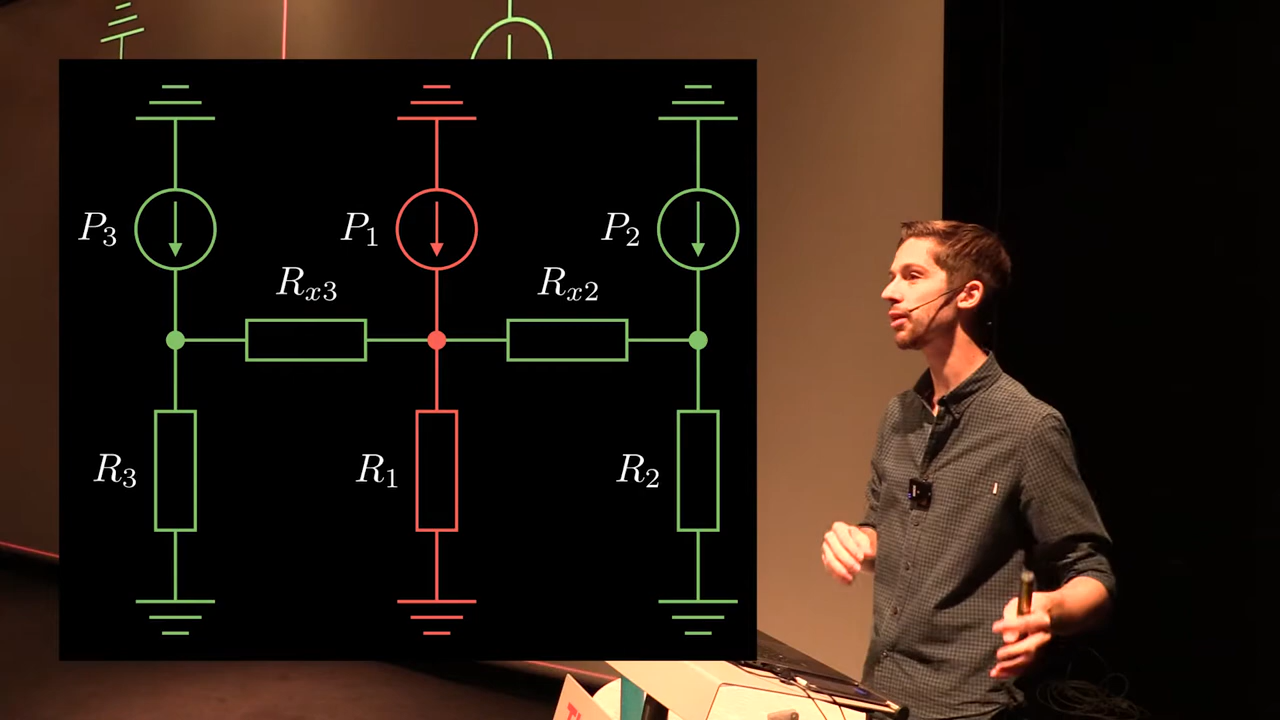 P₃ P₁ P₂
Rₓ₃ Rₓ₂
R₃ R₁ R₂